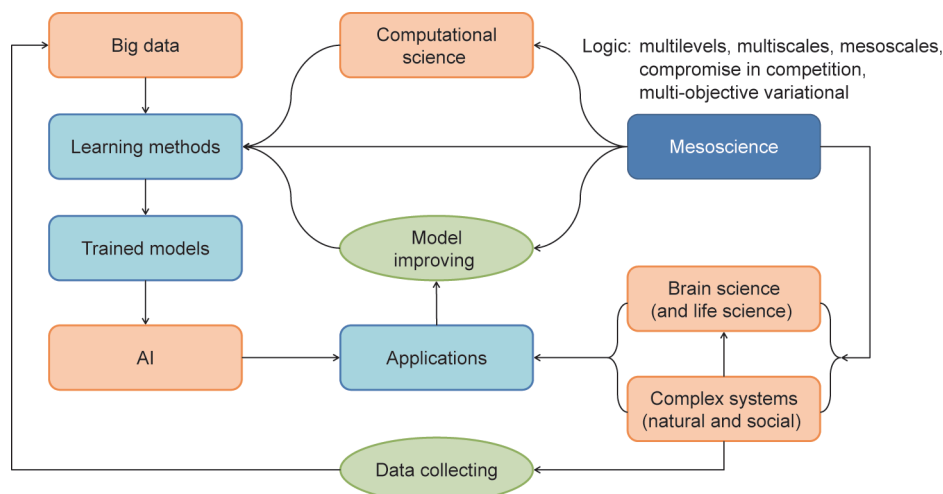 Big data
Computational
science
Logic: multilevels, multiscales, mesoscales,
compromise in competition,
multi-objective variational
Learning methods
Mesoscience
Trained models
Model
improving
Brain science
(and life science)
AI
Applications
Complex systems
(natural and social)
Data collecting